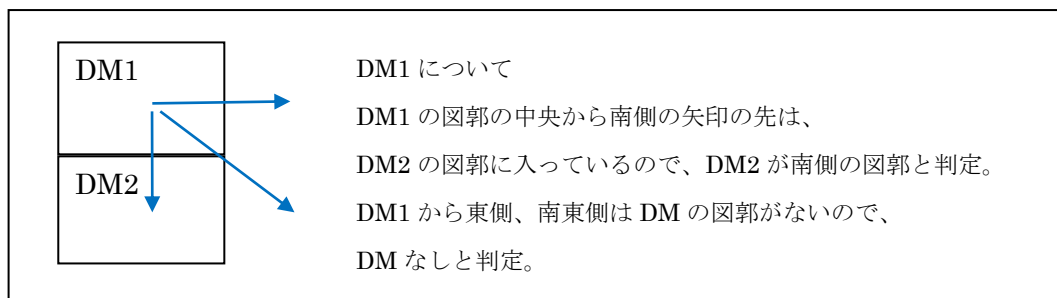 DM1
DM2
DM1 について
DM1 の図郭の中央から南側の矢印の先は、
DM2 の図郭に入っているので、DM2 が南側の図郭と判定。
DM1 から東側、南東側は DM の図郭がないので、
DM なしと判定。